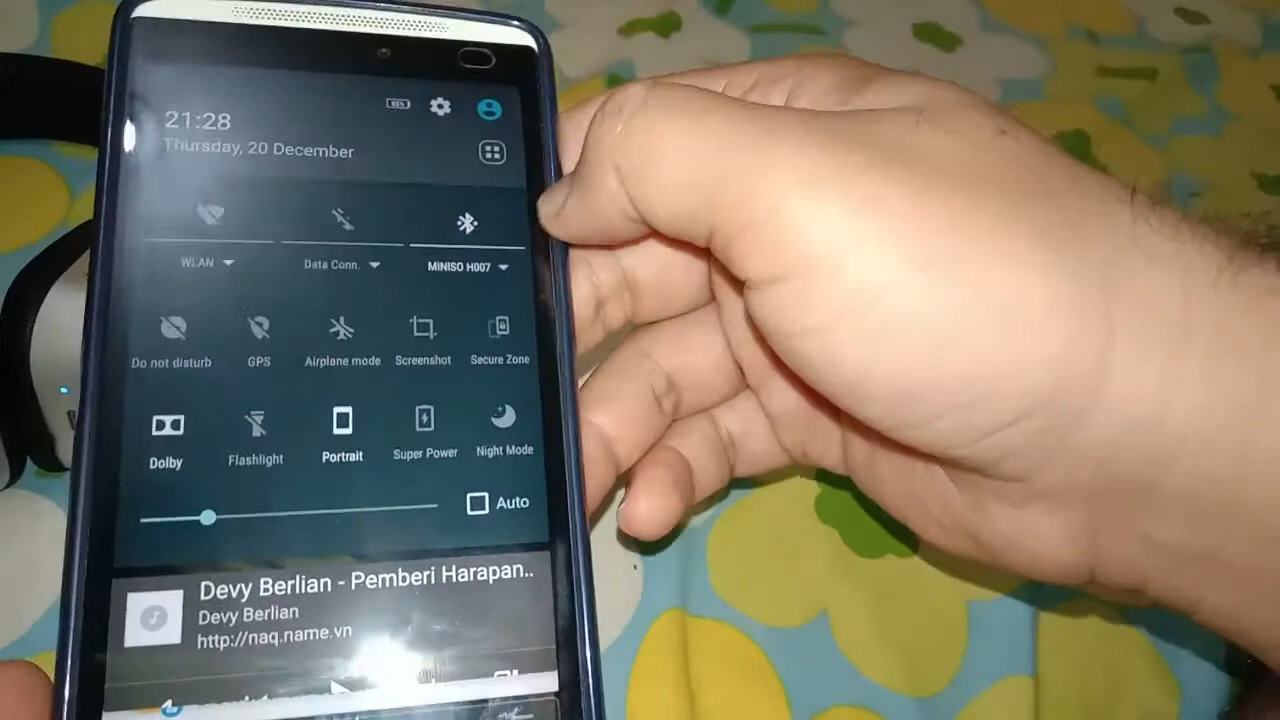 21:28
Thursday, 20 December
WLAN
Data Conn.
MINISO H007
Do not disturb
GPS
Airplane mode
Screenshot
Secure Zone
Dolby
Flashlight
Portrait
Super Power
Night Mode
Auto
Devy Berlian - Pemberi Harapan..
Devy Berlian
http://naq.name.vn